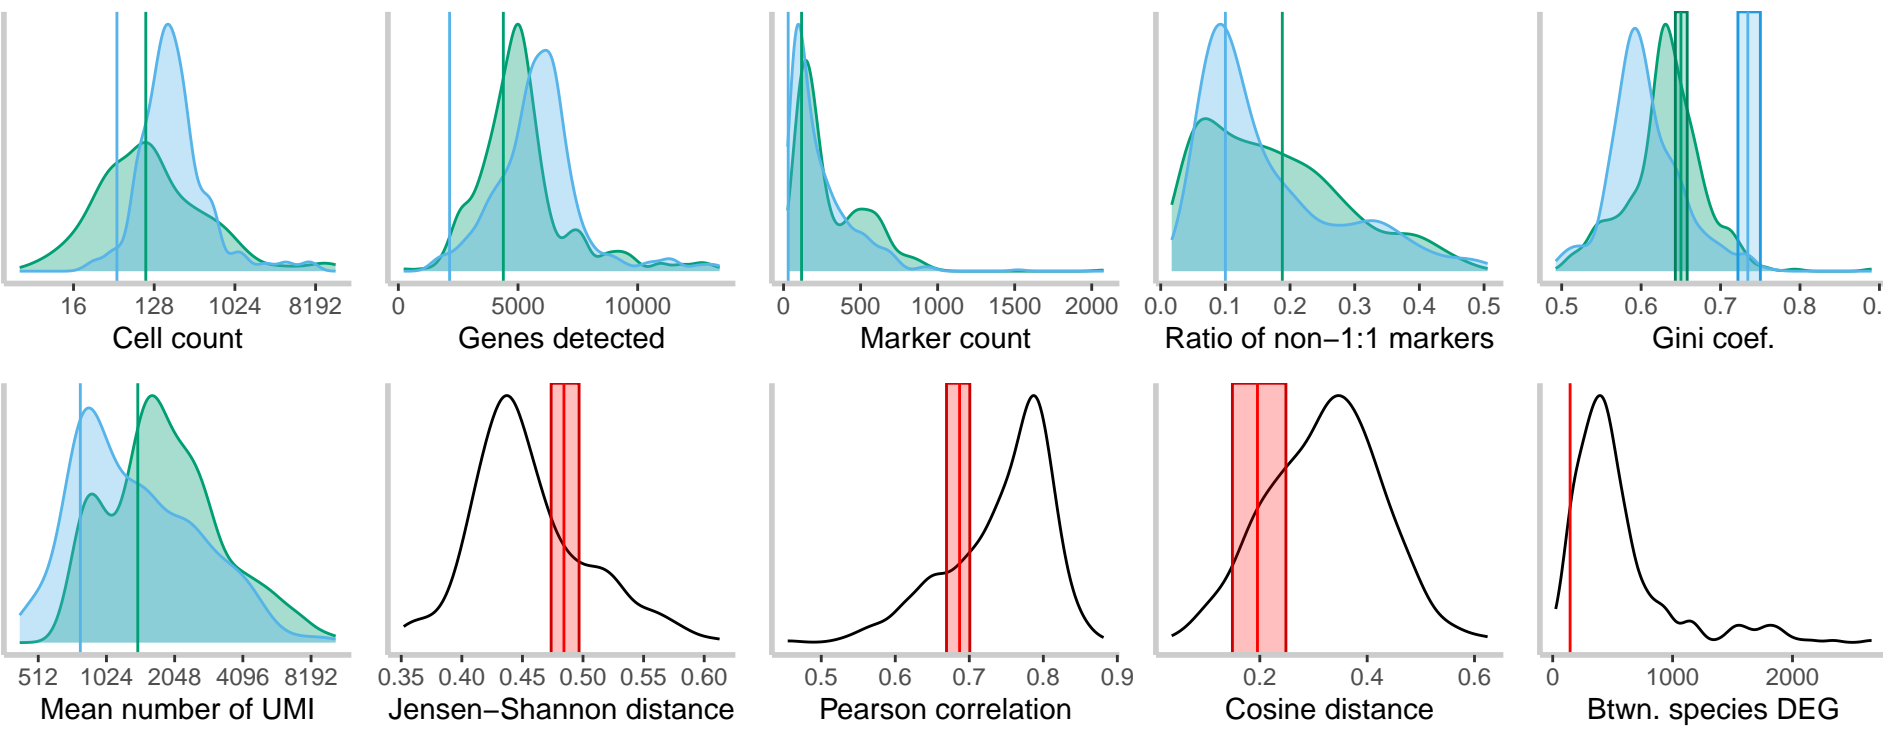 16 128 1024 8192
Cell count
0 5000 10000
Genes detected
0 500 1000 1500 2000
Marker count
0.0 0.1 0.2 0.3 0.4 0.5
Ratio of non−1:1 markers
0.5 0.6 0.7 0.8 0.
Gini coef.
512 1024 2048 4096 8192
Mean number of UMI
0.35 0.40 0.45 0.50 0.55 0.60
Jensen−Shannon distance
0.5 0.6 0.7 0.8 0.9
Pearson correlation
0.2 0.4 0.6
Cosine distance
0 1000 2000
Btwn. species DEG